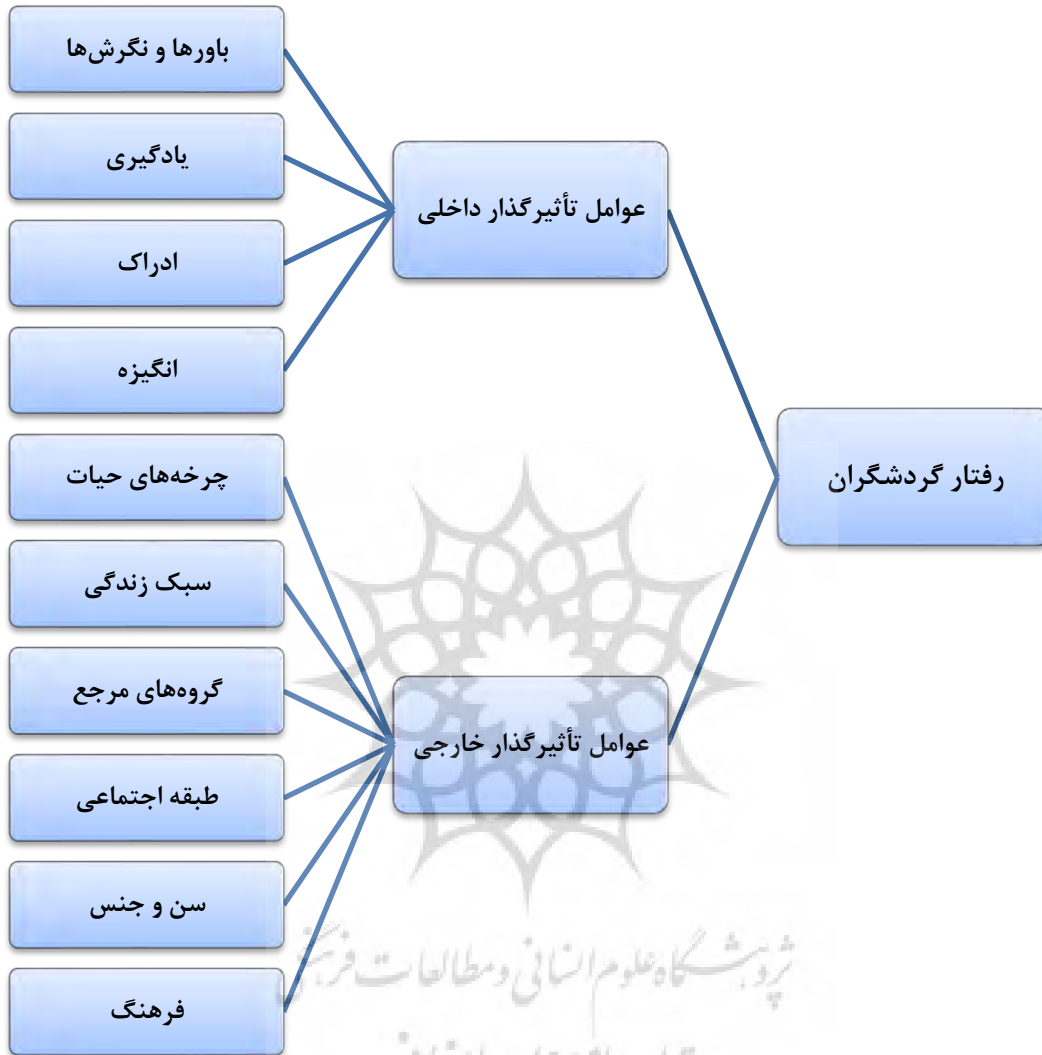 باورها و نگرش‌ها
یادگیری
عوامل تأثیرگذار داخلی
ادراک
انگیزه
رفتار گردشگران
چرخه‌های حیات
سبک زندگی
گروه‌های مرجع
عوامل تأثیرگذار خارجی
طبقه اجتماعی
سن و جنس
پژوهشگاه علوم انسانی و مطالعات فرهنگی
فرهنگ